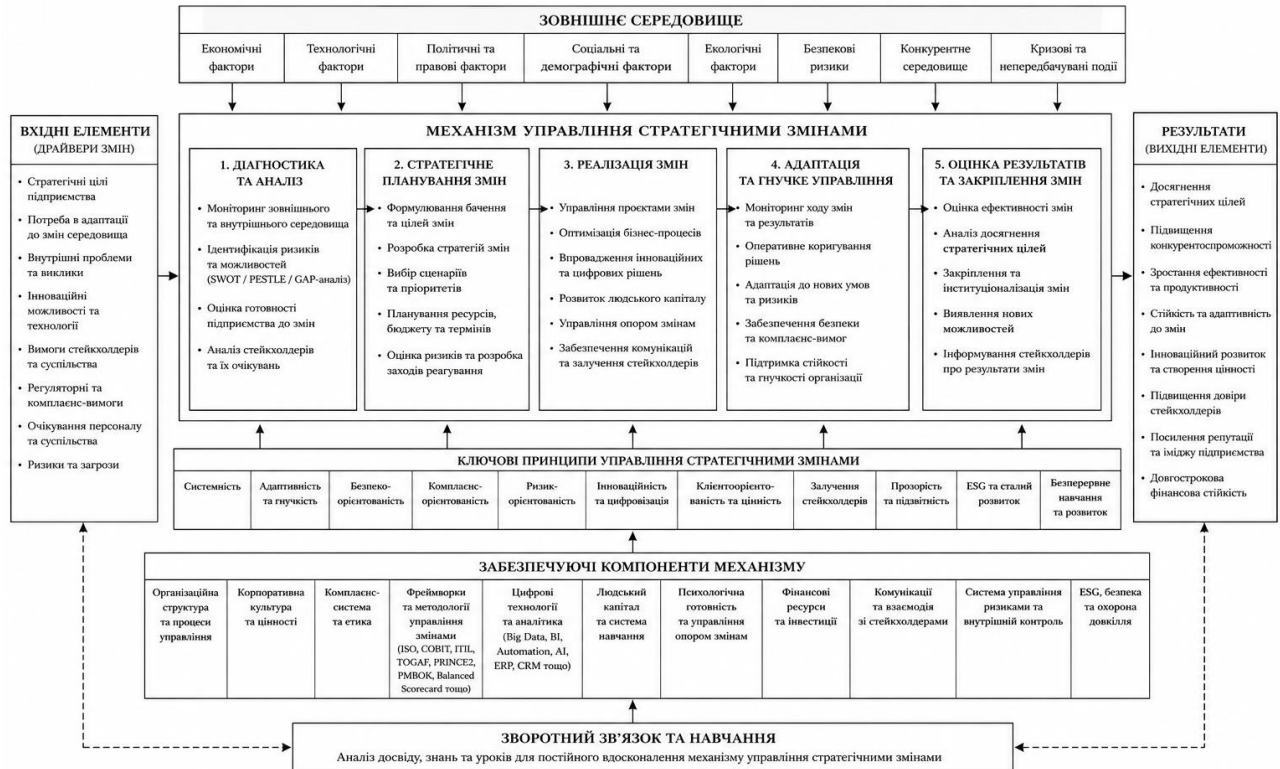 ЗОВНІШНЄ СЕРЕДОВИЩЕ
Економічні
фактори
Технологічні
фактори
Політичні та
правові фактори
Соціальні та
демографічні фактори
Екологічні
фактори
Безпекові
ризики
Конкурентне
середовище
Кризові та
непередбачувані події
ВХІДНІ ЕЛЕМЕНТИ
(ДРАЙВЕРИ ЗМІН)
• Стратегічні цілі
підприємства
• Потреба в адаптації
до змін середовища
• Внутрішні проблеми
та виклики
• Інноваційні
можливості та
технології
• Вимоги стейкхолдерів
та суспільства
• Регуляторні та
комплаєнс-вимоги
• Очікування персоналу
та суспільства
• Ризики та загрози
МЕХАНІЗМ УПРАВЛІННЯ СТРАТЕГІЧНИМИ ЗМІНАМИ
1. ДІАГНОСТИКА
ТА АНАЛІЗ
• Моніторинг зовнішнього
та внутрішнього середовища
• Ідентифікація ризиків
та можливостей
(SWOT / PESTLE / GAP-аналіз)
• Оцінка готовності
підприємства до змін
• Аналіз стейкхолдерів
та їх очікувань
2. СТРАТЕГІЧНЕ
ПЛАНУВАННЯ ЗМІН
• Формулювання бачення
та цілей змін
• Розробка стратегій змін
• Вибір сценаріїв
та пріоритетів
• Планування ресурсів,
бюджету та термінів
• Оцінка ризиків та розробка
заходів реагування
3. РЕАЛІЗАЦІЯ ЗМІН
• Управління проєктами змін
• Оптимізація бізнес-процесів
• Впровадження інноваційних
та цифрових рішень
• Розвиток людського капіталу
• Управління опором змінам
• Забезпечення комунікацій
та залучення стейкхолдерів
4. АДАПТАЦІЯ
ТА ГНУЧКЕ УПРАВЛІННЯ
• Моніторинг ходу змін
та результатів
• Оперативне коригування
рішень
• Адаптація до нових умов
та ризиків
• Забезпечення безпеки
та комплаєнс-вимог
• Підтримка стійкості
та гнучкості організації
5. ОЦІНКА РЕЗУЛЬТАТІВ
ТА ЗАКРІПЛЕННЯ ЗМІН
• Оцінка ефективності змін
• Аналіз досягнення
стратегічних цілей
• Закріплення та
інституціоналізація змін
• Виявлення нових
можливостей
• Інформування стейкхолдерів
про результати змін
РЕЗУЛЬТАТИ
(ВИХІДНІ ЕЛЕМЕНТИ)
• Досягнення
стратегічних цілей
• Підвищення
конкурентоспроможності
• Зростання ефективності
та продуктивності
• Стійкість та адаптивність
до змін
• Інноваційний розвиток
та створення цінності
• Підвищення довіри
стейкхолдерів
• Посилення репутації
та іміджу підприємства
• Довгострокова
фінансова стійкість
КЛЮЧОВІ ПРИНЦИПИ УПРАВЛІННЯ СТРАТЕГІЧНИМИ ЗМІНАМИ
Системність
Адаптивність
та гнучкість
Безпеко-
орієнтованість
Комплаєнс-
орієнтованість
Ризик-
орієнтованість
Інноваційність
та цифровізація
Клієнтоорієнто-
ваність та цінність
Залучення
стейкхолдерів
Прозорість
та підзвітність
ESG та сталий
розвиток
Безперервне
навчання
та розвиток
ЗАБЕЗПЕЧУЮЧІ КОМПОНЕНТИ МЕХАНІЗМУ
Організаційна
структура
та процеси
управління
Корпоративна
культура
та цінності
Комплаєнс-
система
та етика
Фреймворки
та методології
управління
змінами
(ISO, COBIT, ITIL,
TOGAF, PRINCE2,
PMBOK, Balanced
Scorecard тощо)
Цифрові
технології
та аналітика
(Big Data, BI,
Automation, AI,
ERP, CRM тощо)
Людський
капітал
та система
навчання
Психологічна
готовність
та управління
опором змінам
Фінансові
ресурси
та інвестиції
Комунікації
та взаємодія
зі стейкхолдерами
Система управління
ризиками та
внутрішній контроль
ESG, безпека
та охорона
довкілля
ЗВОРОТНИЙ ЗВ'ЯЗОК ТА НАВЧАННЯ
Аналіз досвіду, знань та уроків для постійного вдосконалення механізму управління стратегічними змінами